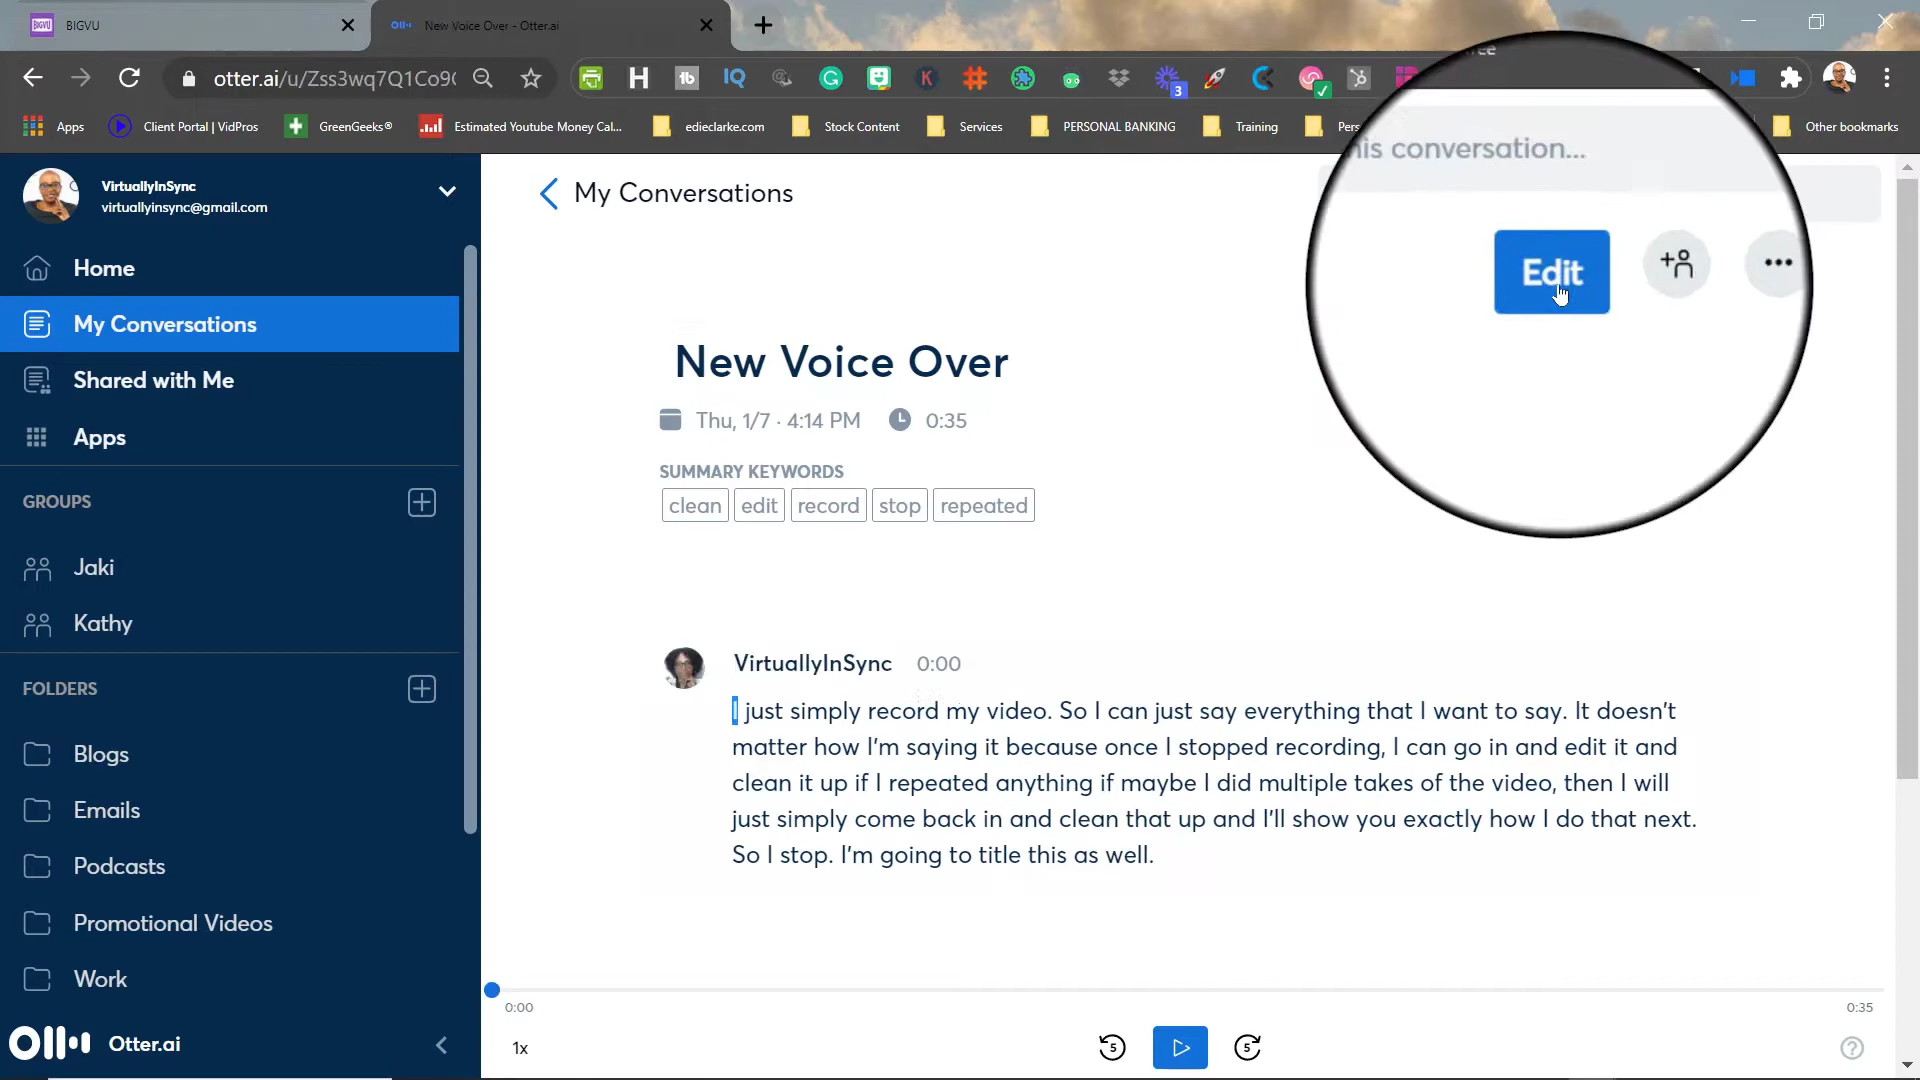 BIGVU
New Voice Over - Otter.ai
otter.ai/u/Zss3wq7Q1Co9
3
Apps
Client Portal | VidPros
GreenGeeks®
Estimated Youtube Money Cal...
edieclarke.com
Stock Content
Services
PERSONAL BANKING
Training
Pers
Other bookmarks
VirtuallyInSync
virtuallyinsync@gmail.com
My Conversations
his conversation...
Edit
Home
My Conversations
Shared with Me
Apps
New Voice Over
Thu, 1/7 · 4:14 PM
0:35
SUMMARY KEYWORDS
clean edit record stop repeated
GROUPS
Jaki
Kathy
FOLDERS
Blogs
Emails
Podcasts
Promotional Videos
Work
VirtuallyInSync 0:00
I just simply record my video. So I can just say everything that I want to say. It doesn't
matter how I'm saying it because once I stopped recording, I can go in and edit it and
clean it up if I repeated anything if maybe I did multiple takes of the video, then I will
just simply come back in and clean that up and I'll show you exactly how I do that next.
So I stop. I'm going to title this as well.
0:00
0:35
Otter.ai
1x
5
5